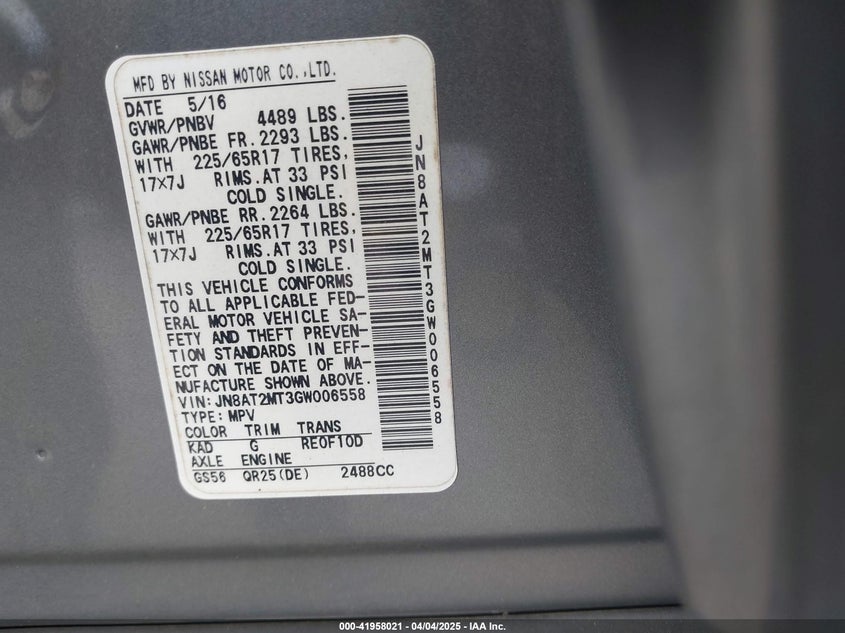 MFD BY NISSAN MOTOR CO.,LTD.
DATE 5/16
GVWR/PNBV 4489 LBS.
GAWR/PNBE FR.2293 LBS.
WITH 225/65R17 TIRES,
17X7J RIMS.AT 33 PSI
COLD SINGLE.
GAWR/PNBE RR.2264 LBS.
WITH 225/65R17 TIRES,
17X7J RIMS.AT 33 PSI
COLD SINGLE.
THIS VEHICLE CONFORMS
TO ALL APPLICABLE FED-
ERAL MOTOR VEHICLE SA-
FETY AND THEFT PREVEN-
TION STANDARDS IN EFF-
ECT ON THE DATE OF MA-
NUFACTURE SHOWN ABOVE.
VIN:JN8AT2MT3GW006558
TYPE:MPV
COLOR TRIM TRANS
KAD G RE0F10D
AXLE ENGINE
GS56 QR25(DE) 2488CC
JN8AT2MT3GW006558
000-41958021 - 04/04/2025 - IAA Inc.